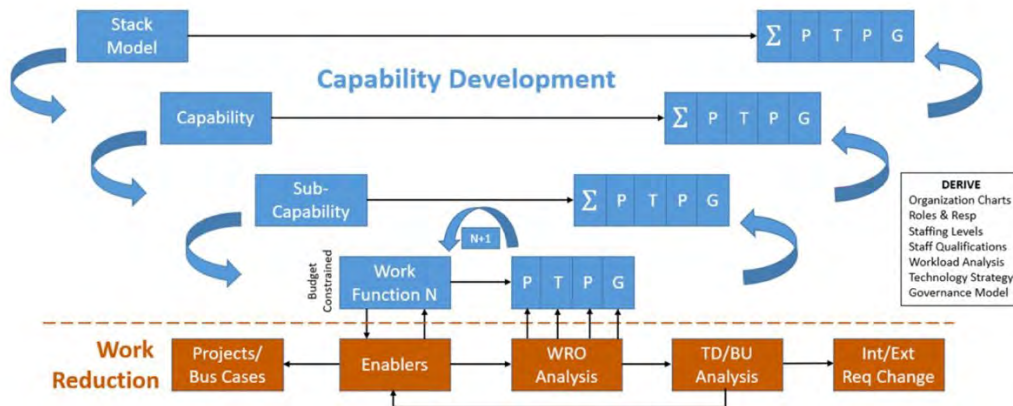 Stack
Model
Σ P T P G
Capability Development
Capability
Σ P T P G
Sub-
Capability
Σ P T P G
DERIVE
Organization Charts
Roles & Resp
Staffing Levels
Staff Qualifications
Workload Analysis
Technology Strategy
Governance Model
N+1
Budget
Constrained
Work
Function N
P T P G
Work
Reduction
Projects/
Bus Cases
Enablers
WRO
Analysis
TD/BU
Analysis
Int/Ext
Req Change